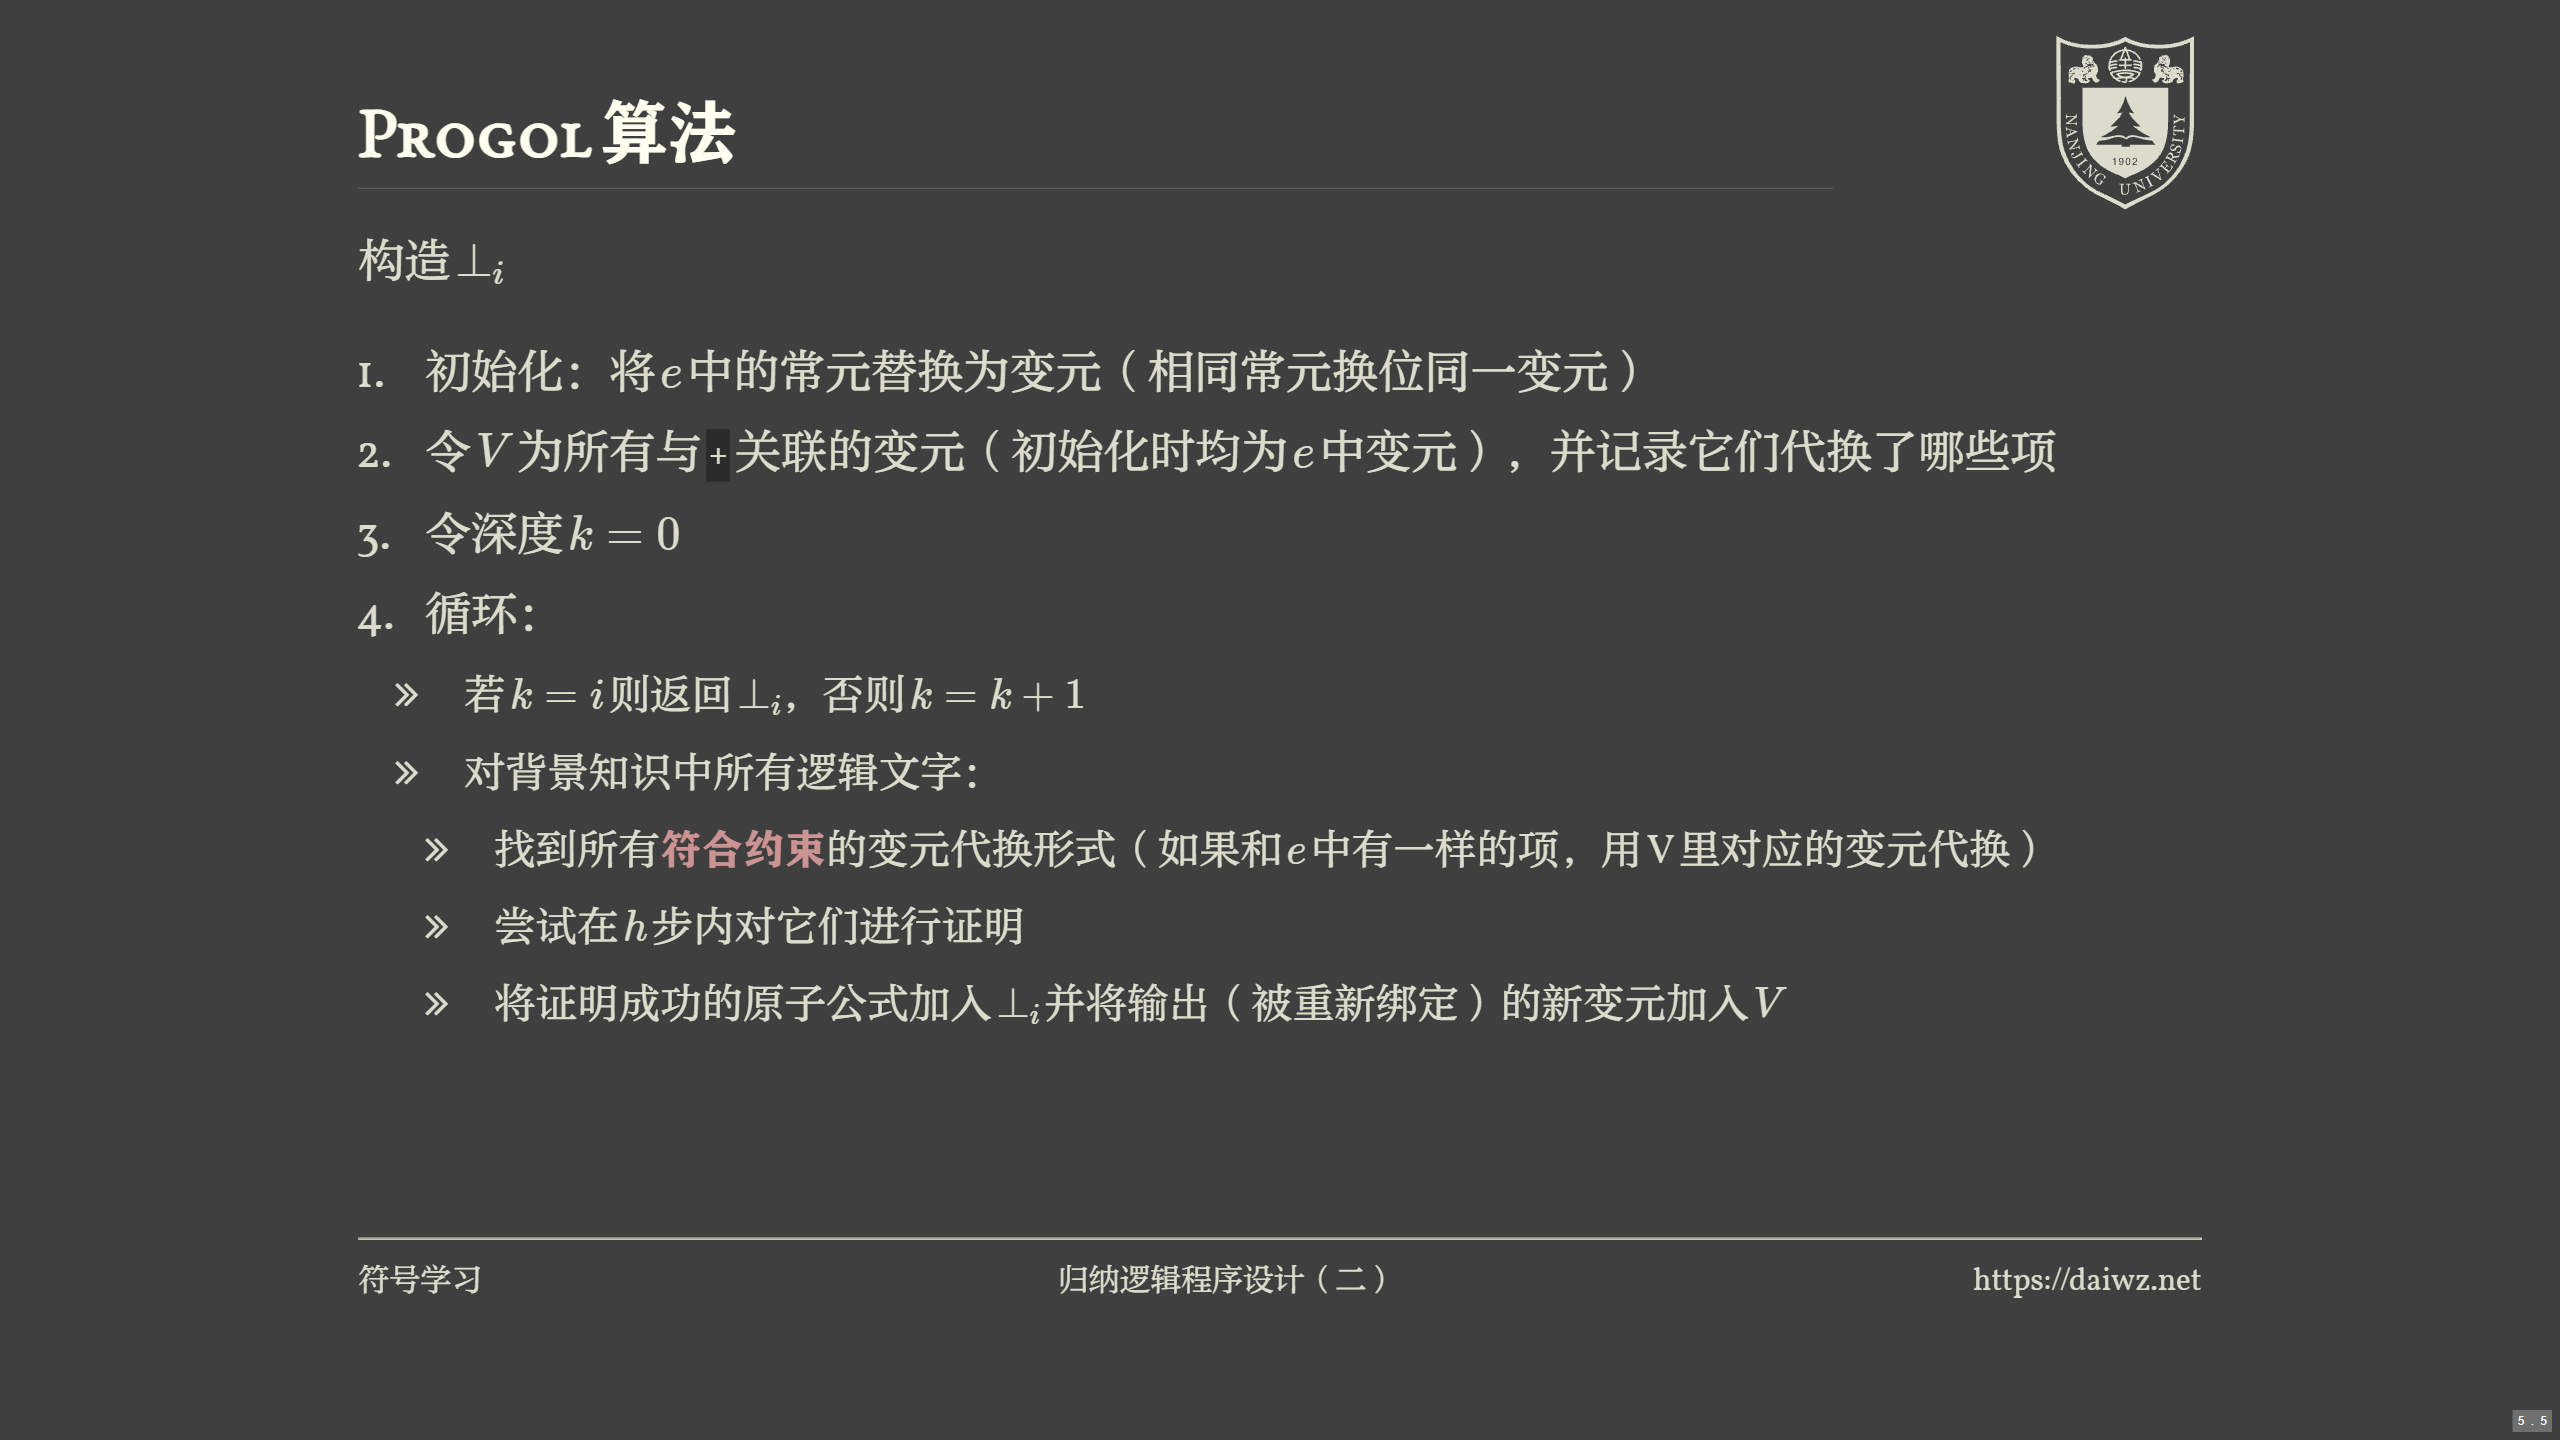 PROGOL 算法
NANJING UNIVERSITY
1902
构造⊥i
1. 初始化：将e中的常元替换为变元（相同常元换位同一变元）
2. 令V为所有与+关联的变元（初始化时均为e中变元），并记录它们代换了哪些项
3. 令深度k = 0
4. 循环：
» 若k = i则返回⊥i，否则k = k + 1
» 对背景知识中所有逻辑文字：
» 找到所有符合约束的变元代换形式（如果和e中有一样的项，用V里对应的变元代换）
» 尝试在h步内对它们进行证明
» 将证明成功的原子公式加入⊥i并将输出（被重新绑定）的新变元加入V
符号学习
归纳逻辑程序设计（二）
https://daiwz.net
5 . 5